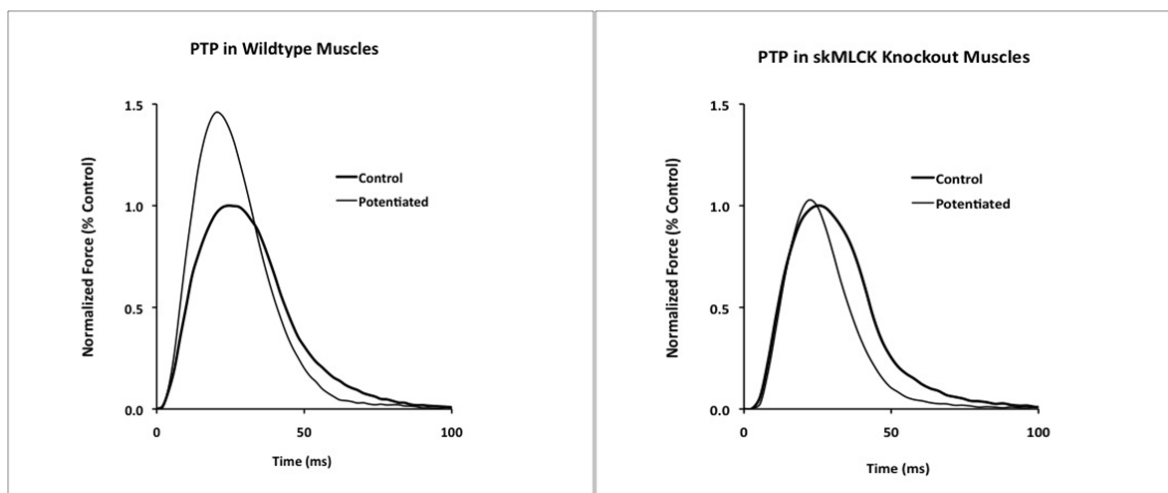 PTP in Wildtype Muscles
1.5
1.0
0.5
0.0
Normalized Force (% Control)
Control
Potentiated
0
50
100
Time (ms)
PTP in skMLCK Knockout Muscles
1.5
1.0
0.5
0.0
Normalized Force (% Control)
Control
Potentiated
0
50
100
Time (ms)